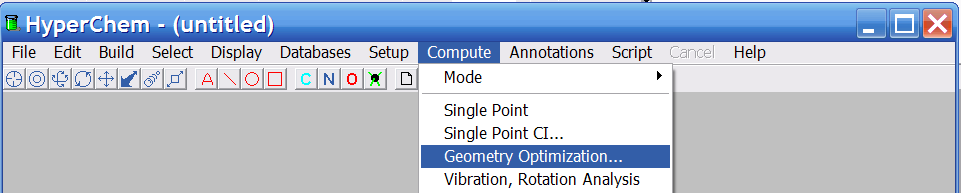 HyperChem - (untitled)
File Edit Build Select Display Databases Setup Compute Annotations Script Cancel Help
A C N O
Mode
Single Point
Single Point CI...
Geometry Optimization...
Vibration, Rotation Analysis